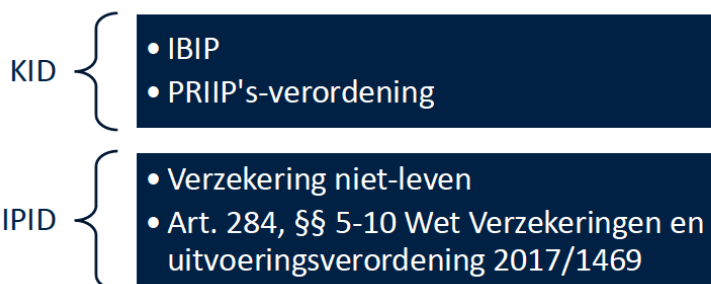 KID
• IBIP
• PRIIP's-verordening
IPID
• Verzekering niet-leven
• Art. 284, §§ 5-10 Wet Verzekeringen en
uitvoeringsverordening 2017/1469